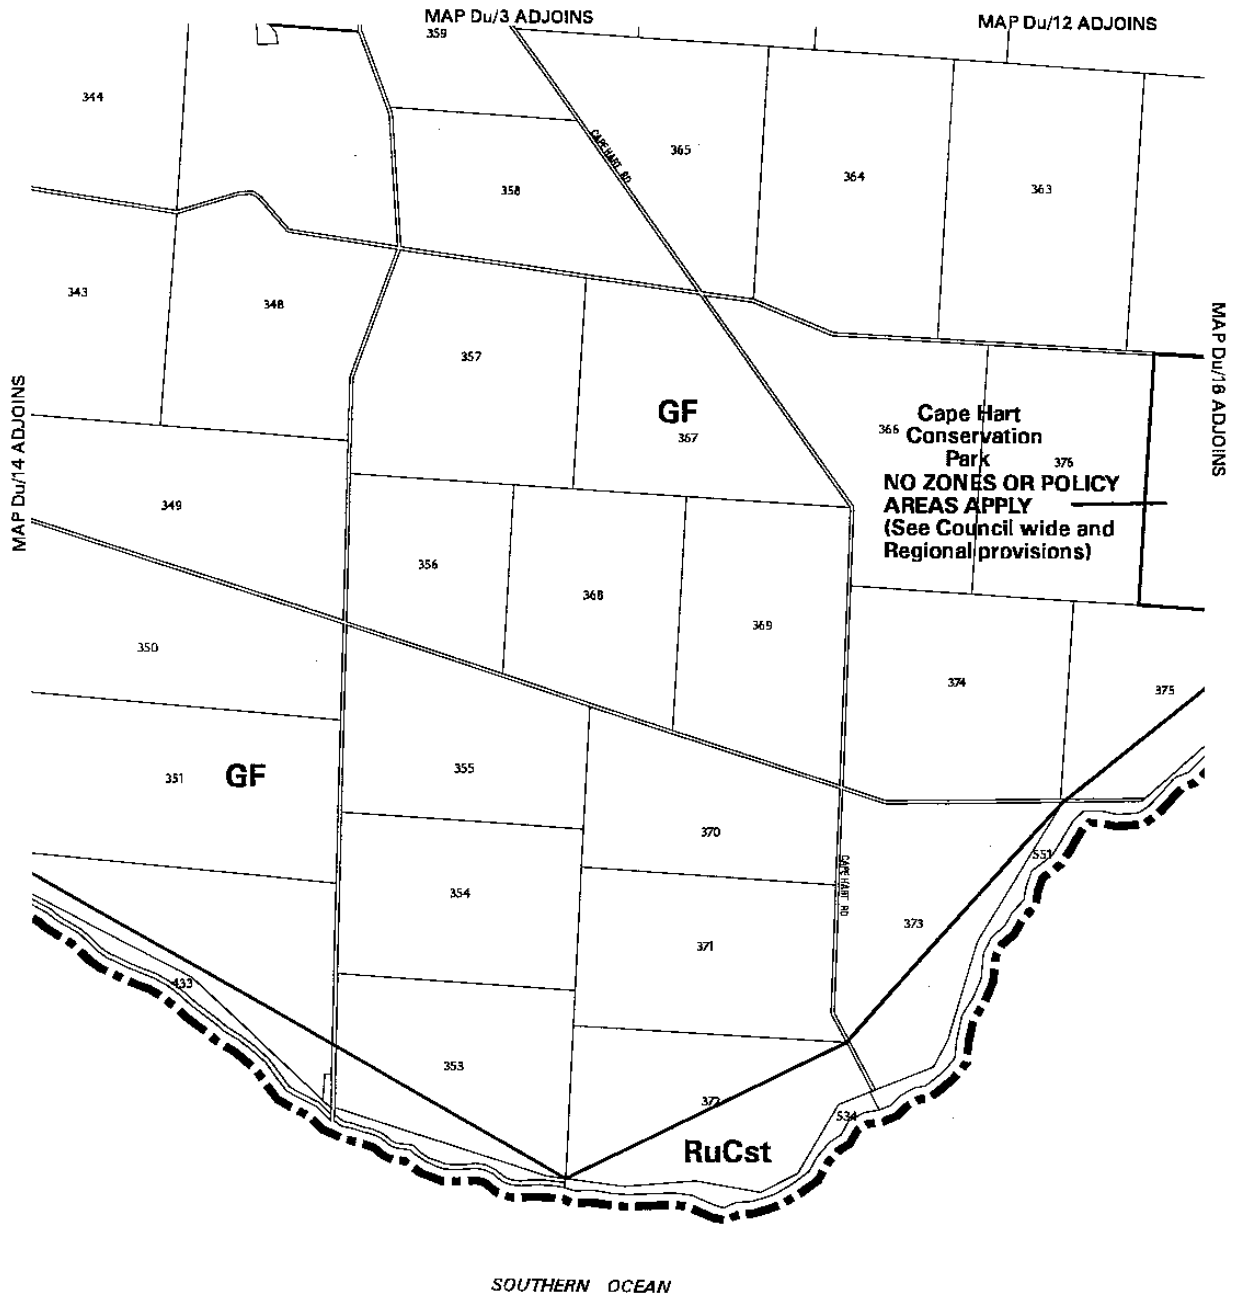 MAP Du/3 ADJOINS
MAP Du/12 ADJOINS
359
344
CAPE HART RD
365
364
363
358
343
348
357
MAP Du/16 ADJOINS
MAP Du/14 ADJOINS
GF
367
366
Cape Hart
Conservation
Park
376
NO ZONES OR POLICY
AREAS APPLY
(See Council wide and
Regional provisions)
349
356
368
369
350
374
375
351
GF
355
370
551
CAPE HART RD
354
373
371
433
353
372
534
RuCst
SOUTHERN OCEAN